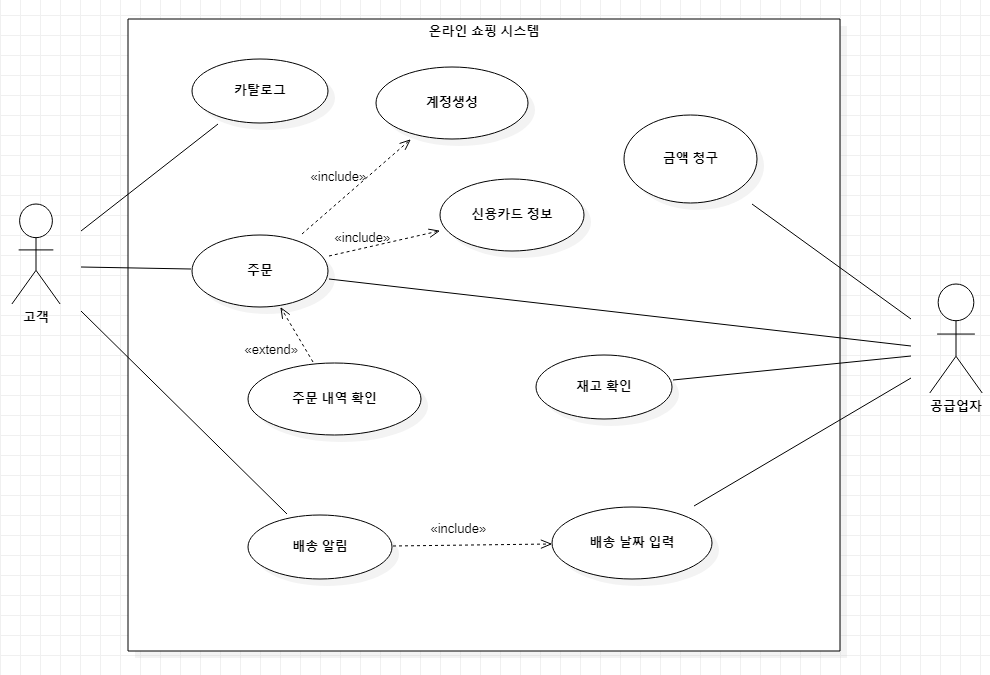 온라인 쇼핑 시스템
카탈로그
계정생성
금액 청구
«include»
신용카드 정보
«include»
주문
고객
«extend»
주문 내역 확인
재고 확인
공급업자
«include»
배송 알림
배송 날짜 입력